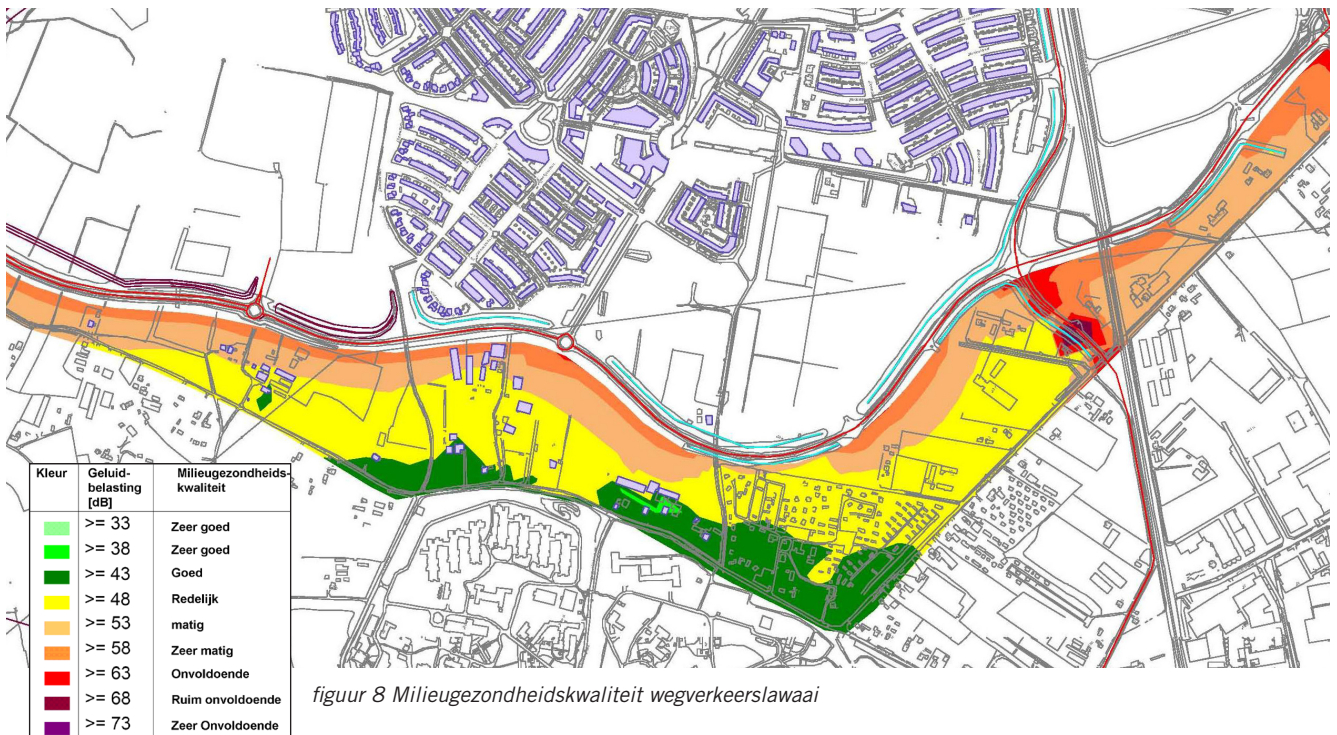 Kleur Geluid- Milieugezondheids-
belasting kwaliteit
[dB]
>= 33 Zeer goed
>= 38 Zeer goed
>= 43 Goed
>= 48 Redelijk
>= 53 matig
>= 58 Zeer matig
>= 63 Onvoldoende
>= 68 Ruim onvoldoende
>= 73 Zeer Onvoldoende
figuur 8 Milieugezondheidskwaliteit wegverkeerslawaai